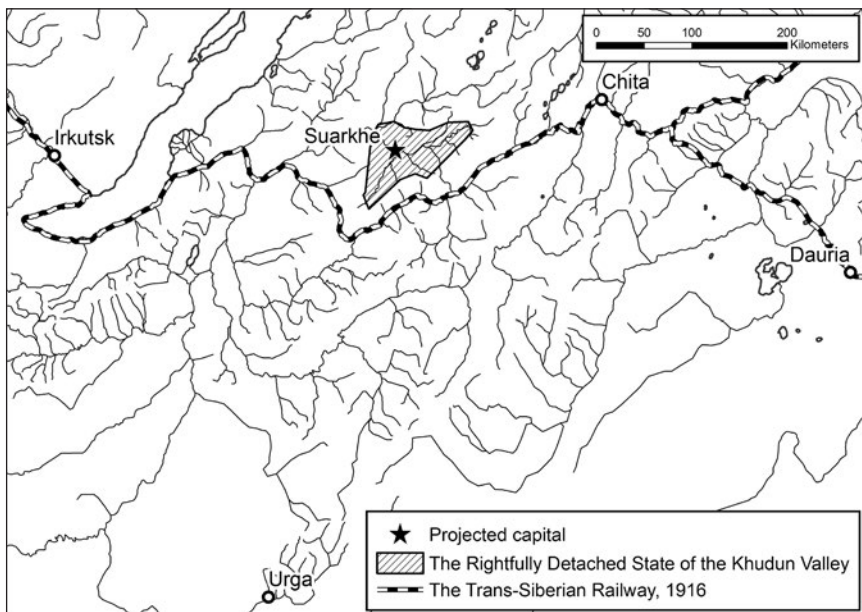 0 50 100 200
Kilometers
Chita
Irkutsk
Suarkhe
Dauria
Urga
Projected capital
The Rightfully Detached State of the Khudun Valley
The Trans-Siberian Railway, 1916